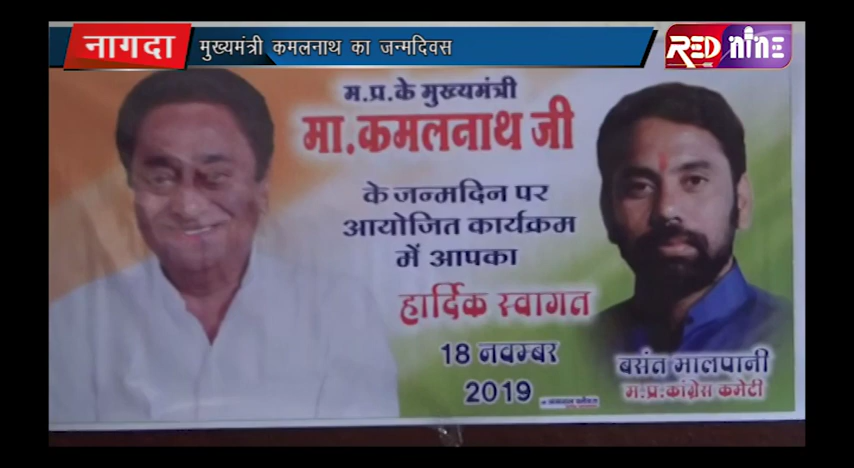 नागदा
मुख्यमंत्री कमलनाथ का जन्मदिवस
RED NINE
म.प्र.के मुख्यमंत्री
मा.कमलनाथ जी
के जन्मदिन पर
आयोजित कार्यक्रम
में आपका
हार्दिक स्वागत
18 नवम्बर
2019
बसंत मालपानी
म.प्र.कांग्रेस कमेटी